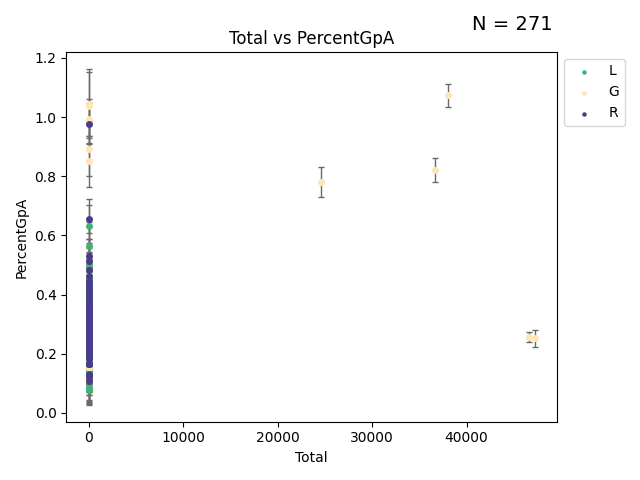 N = 271
Total vs PercentGpA
L
G
R
PercentGpA
1.2
1.0
0.8
0.6
0.4
0.2
0.0
0 10000 20000 30000 40000
Total